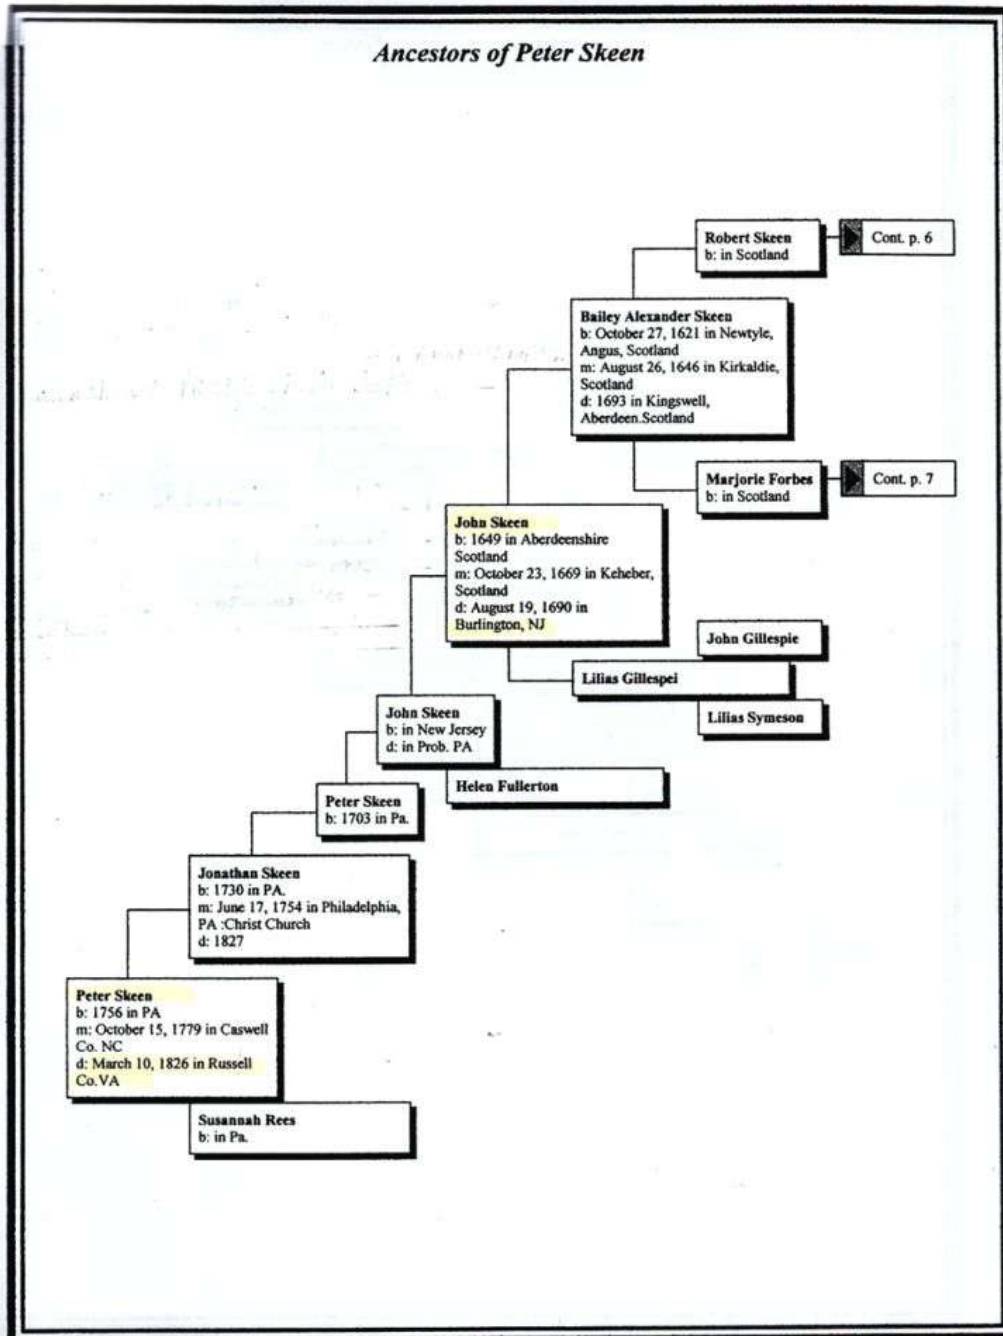 Ancestors of Peter Skeen
Robert Skeen
b: in Scotland
Cont. p. 6
Bailey Alexander Skeen
b: October 27, 1621 in Newtyle,
Angus, Scotland
m: August 26, 1646 in Kirkaldie,
Scotland
d: 1693 in Kingswell,
Aberdeen.Scotland
Marjorie Forbes
b: in Scotland
Cont. p. 7
John Skeen
b: 1649 in Aberdeenshire
Scotland
m: October 23, 1669 in Keheber,
Scotland
d: August 19, 1690 in
Burlington, NJ
John Gillespie
Lilias Gillespei
Lilias Symeson
John Skeen
b: in New Jersey
d: in Prob. PA
Helen Fullerton
Peter Skeen
b: 1703 in Pa.
Jonathan Skeen
b: 1730 in PA.
m: June 17, 1754 in Philadelphia,
PA :Christ Church
d: 1827
Peter Skeen
b: 1756 in PA
m: October 15, 1779 in Caswell
Co. NC
d: March 10, 1826 in Russell
Co.VA
Susannah Rees
b: in Pa.